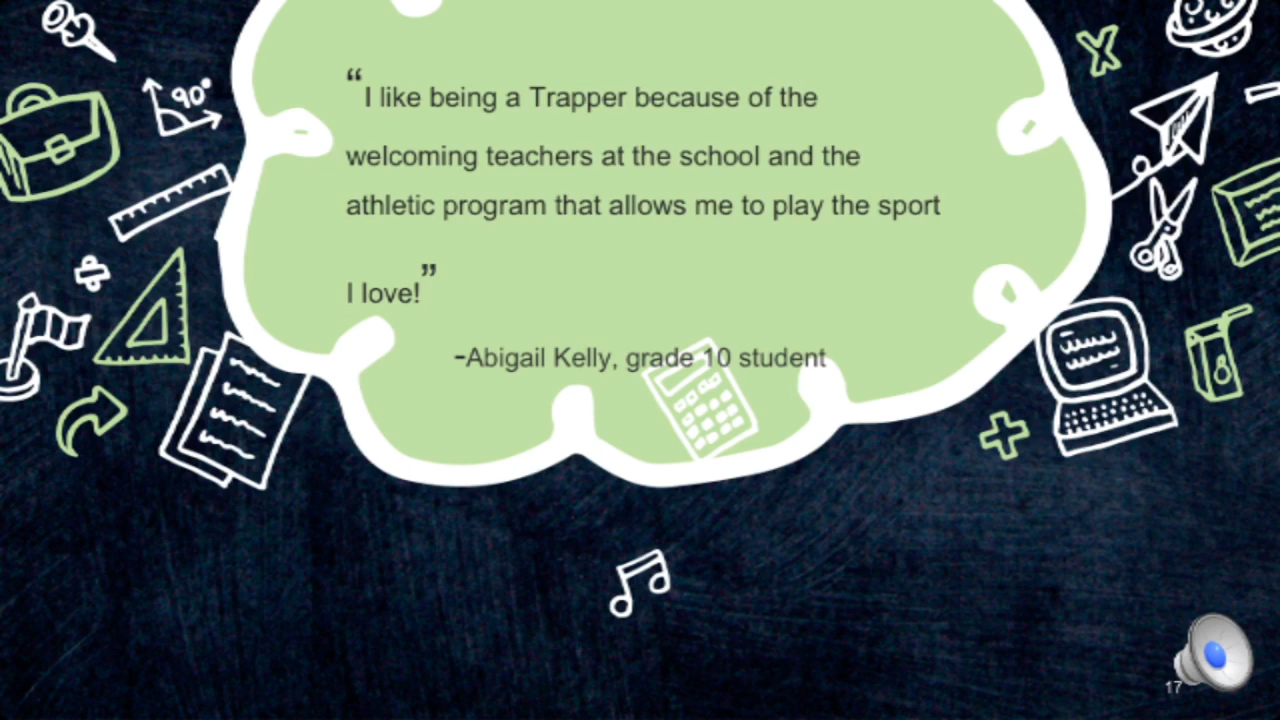 90°
X
“I like being a Trapper because of the
welcoming teachers at the school and the
athletic program that allows me to play the sport
I love!”
-Abigail Kelly, grade 10 student
17